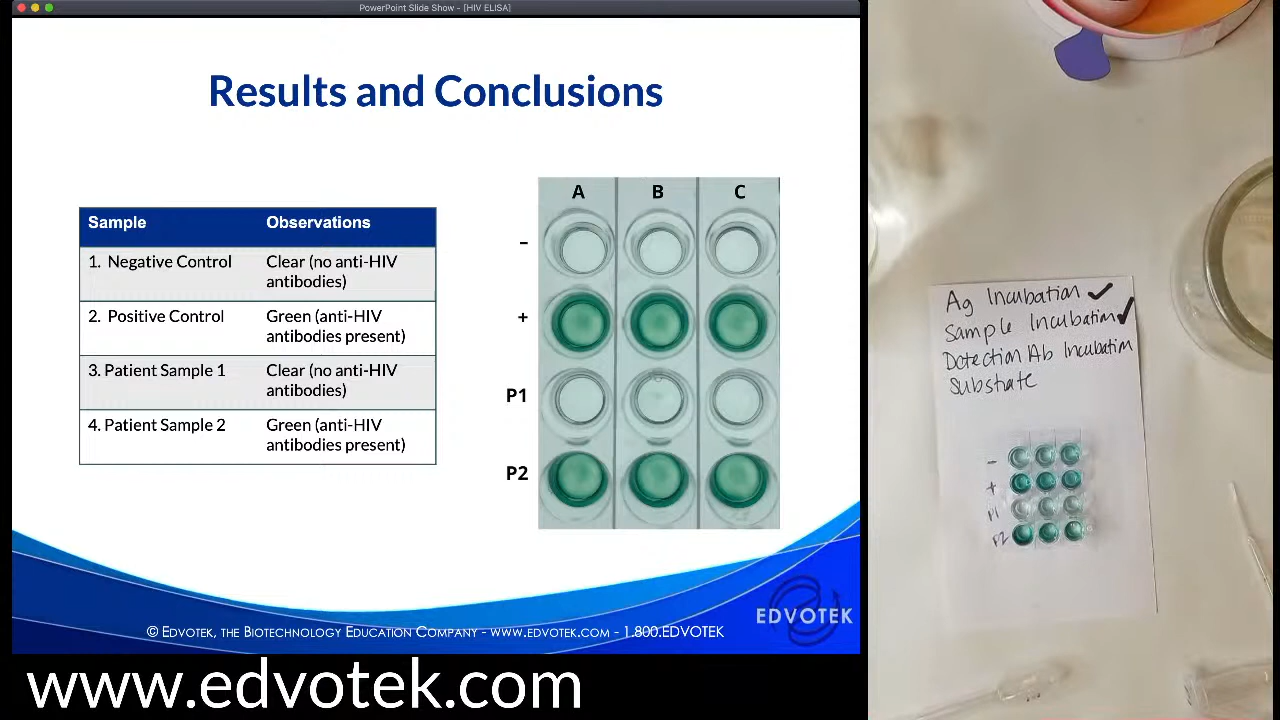 PowerPoint Slide Show - [HIV ELISA]
Results and Conclusions
Sample Observations
1. Negative Control Clear (no anti-HIV
antibodies)
2. Positive Control Green (anti-HIV
antibodies present)
3. Patient Sample 1 Clear (no anti-HIV
antibodies)
4. Patient Sample 2 Green (anti-HIV
antibodies present)
A B C
–
+
P1
P2
EDVOTEK
© EDVOTEK, THE BIOTECHNOLOGY EDUCATION COMPANY - WWW.EDVOTEK.COM - 1.800.EDVOTEK
www.edvotek.com
Ag Incubation ✓
Sample Incubation ✓
Detection Ab Incubation
Substrate
–
+
P1
P2